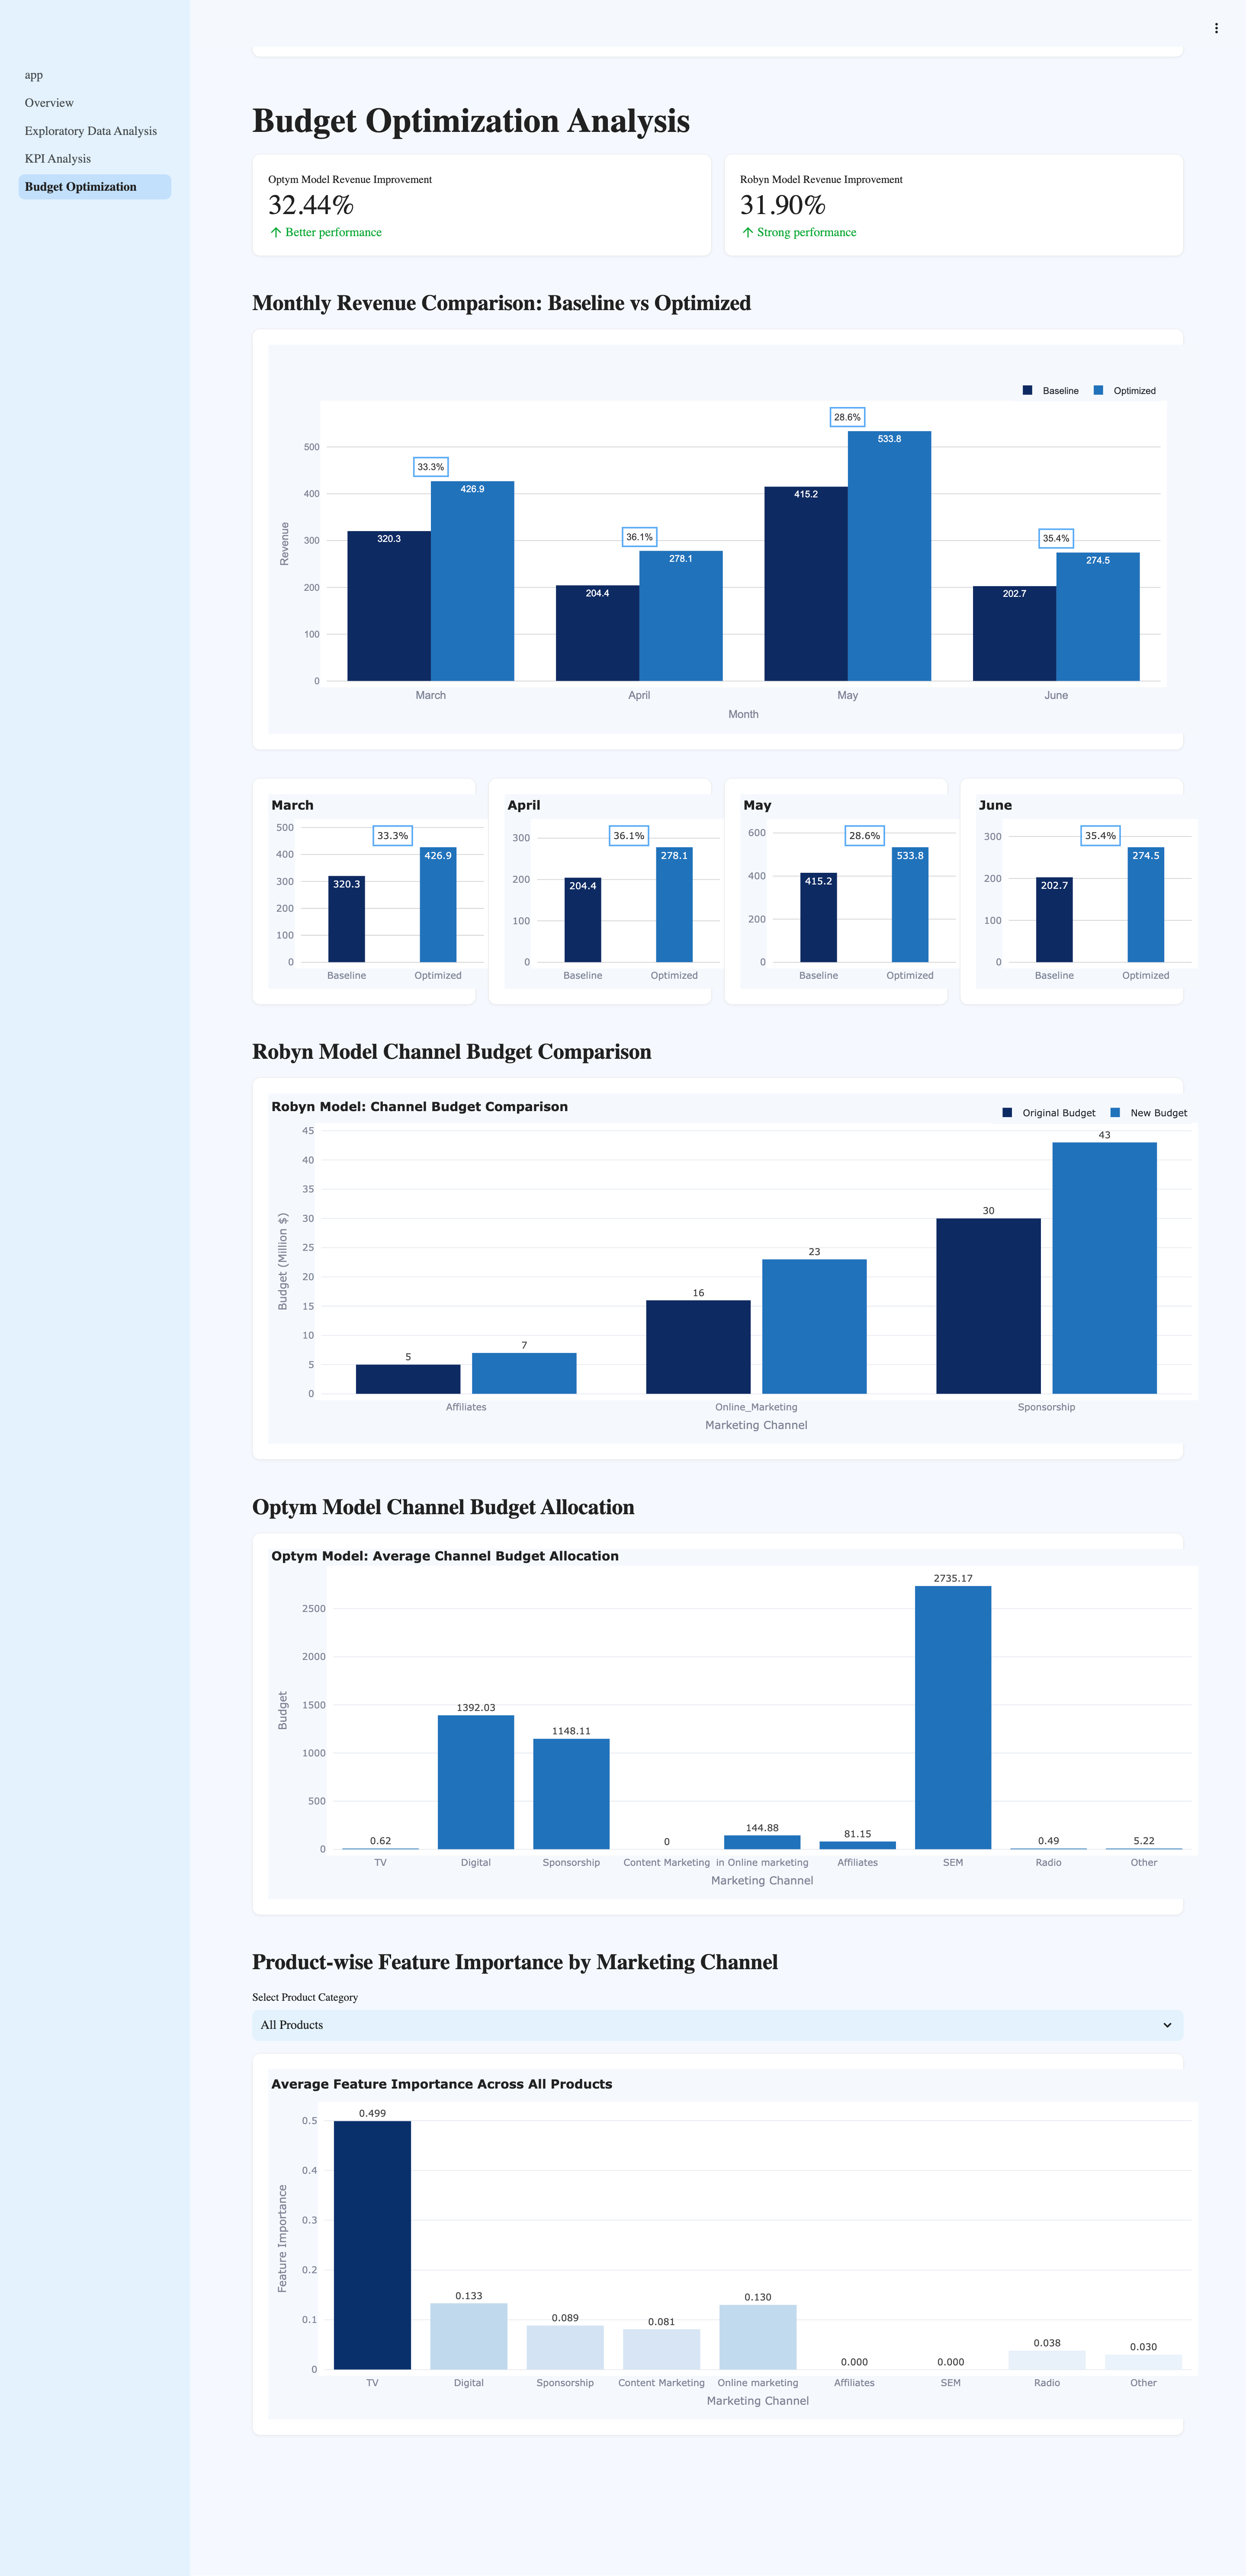 app
Overview
Exploratory Data Analysis
KPI Analysis
Budget Optimization
Budget Optimization Analysis
Optym Model Revenue Improvement
32.44%
↑ Better performance
Robyn Model Revenue Improvement
31.90%
↑ Strong performance
Monthly Revenue Comparison: Baseline vs Optimized
Baseline Optimized
28.6%
533.8
500
33.3%
426.9
415.2
400
36.1%
35.4%
320.3
300
278.1
274.5
Revenue
204.4
202.7
200
100
0
March April May June
Month
March
500
33.3%
400
426.9
300
320.3
200
100
0
Baseline Optimized
April
300
36.1%
278.1
200
204.4
100
0
Baseline Optimized
May
600
28.6%
533.8
400
415.2
200
0
Baseline Optimized
June
300
35.4%
274.5
200
202.7
100
0
Baseline Optimized
Robyn Model Channel Budget Comparison
Robyn Model: Channel Budget Comparison
Original Budget New Budget
45
43
40
35
30
30
25
23
20
16
15
10
7
5
5
0
Budget (Million $)
Affiliates Online_Marketing Sponsorship
Marketing Channel
Optym Model Channel Budget Allocation
Optym Model: Average Channel Budget Allocation
2735.17
2500
2000
1500
1392.03
1148.11
1000
500
144.88
81.15
0.62
0
0.49
5.22
0
Budget
TV Digital Sponsorship Content Marketing in Online marketing Affiliates SEM Radio Other
Marketing Channel
Product-wise Feature Importance by Marketing Channel
Select Product Category
All Products
Average Feature Importance Across All Products
0.499
0.5
0.4
0.3
0.2
0.133
0.130
0.1
0.089
0.081
0.038
0.030
0.000
0.000
0
Feature Importance
TV Digital Sponsorship Content Marketing Online marketing Affiliates SEM Radio Other
Marketing Channel